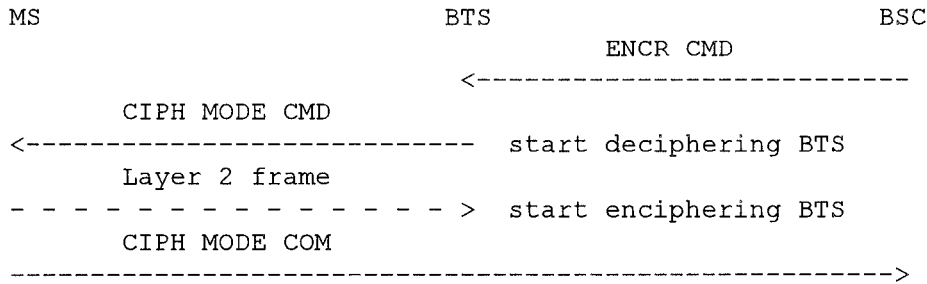 MS BTS BSC
ENCR CMD
<----------------------------
CIPH MODE CMD
<---------------------------- start deciphering BTS
Layer 2 frame
- - - - - - - - - - - - - - > start enciphering BTS
CIPH MODE COM
------------------------------------------------------->